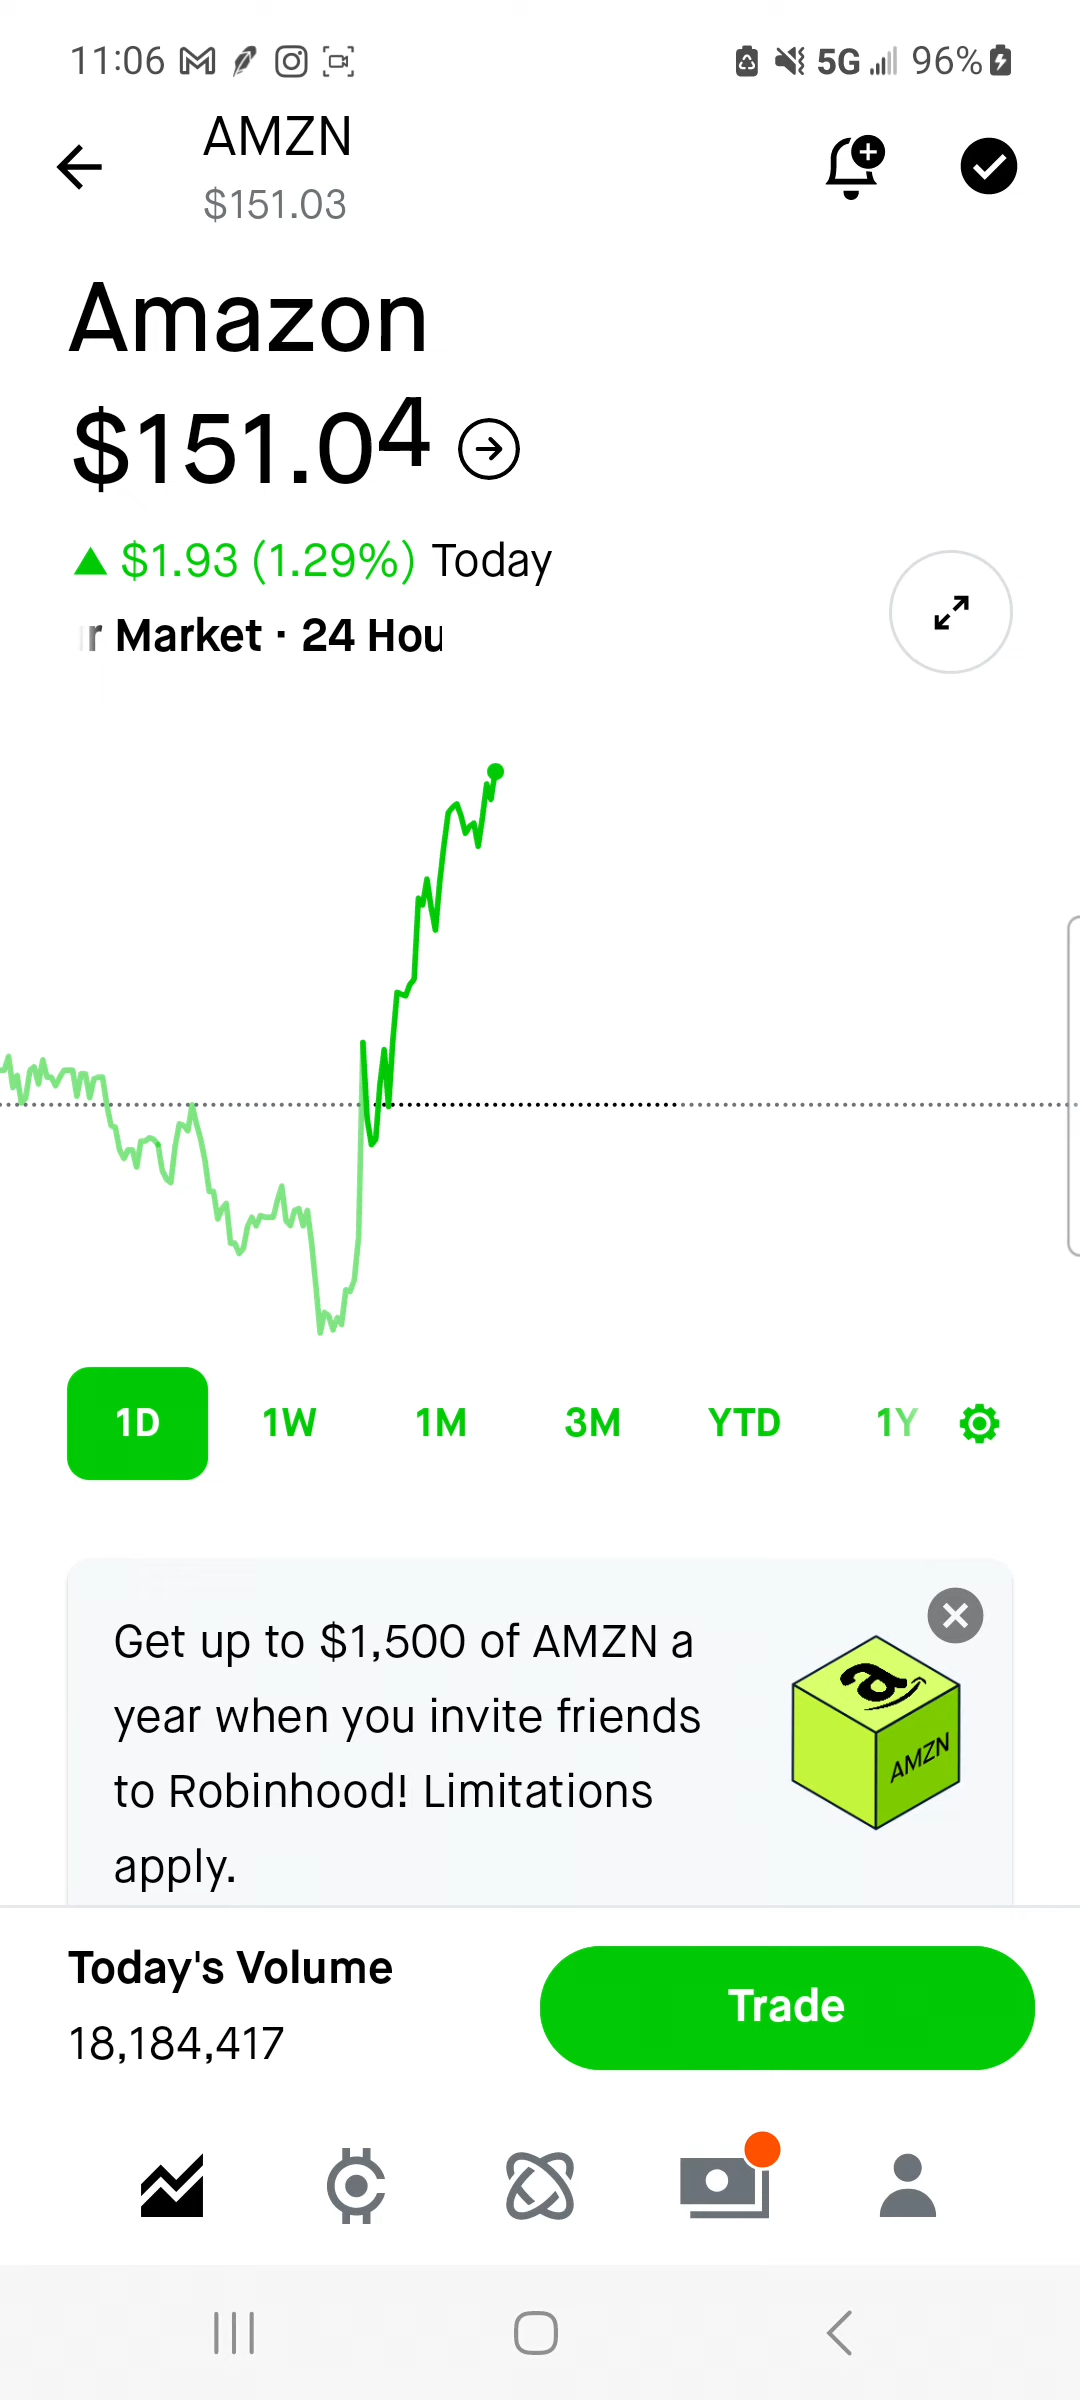 11:06 5G 96%
AMZN
$151.03
Amazon
$151.04
$1.93 (1.29%) Today
r Market · 24 Hou
1D 1W 1M 3M YTD 1Y
Get up to $1,500 of AMZN a
year when you invite friends
to Robinhood! Limitations
apply.
AMZN
Today's Volume
18,184,417
Trade